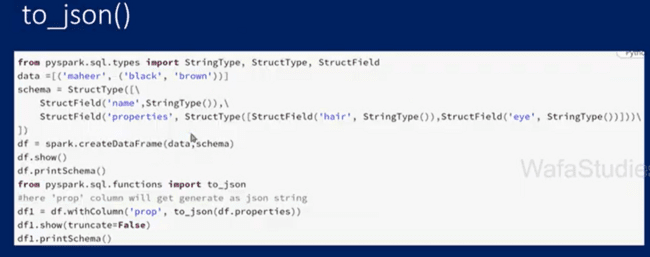 to_json()
from pyspark.sql.types import StringType, StructType, StructField
data =[('maheer', ('black', 'brown'))]
schema = StructType([\
    StructField('name',StringType()),\
    StructField('properties', StructType([StructField('hair', StringType()),StructField('eye', StringType())]))\
])
df = spark.createDataFrame(data,schema)
df.show()
df.printSchema()
WafaStudies
from pyspark.sql.functions import to_json
#here 'prop' column will get generate as json string
df1 = df.withColumn('prop', to_json(df.properties))
df1.show(truncate=False)
df1.printSchema()